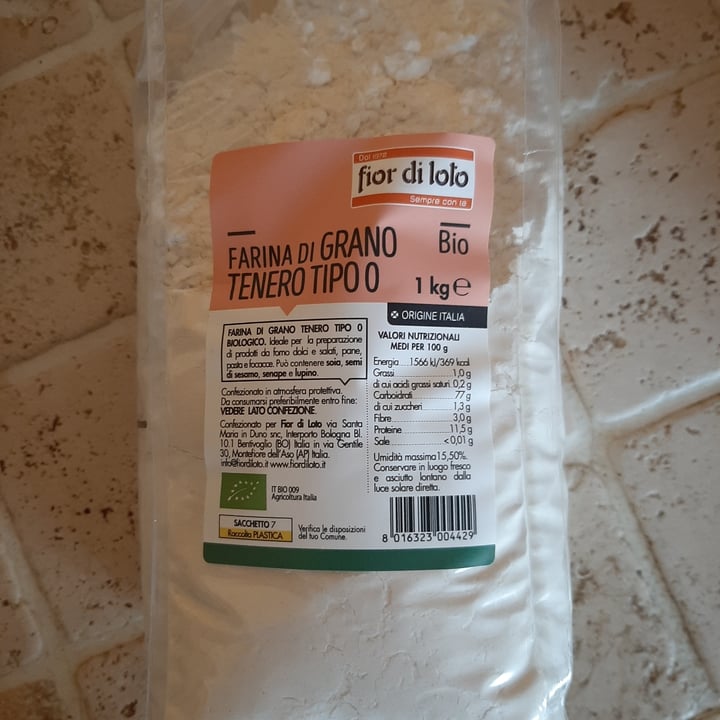 Dal 1972
fior di loto
Sempre con te
FARINA DI GRANO
TENERO TIPO 0
Bio
1 kg ℮
ORIGINE ITALIA
FARINA DI GRANO TENERO TIPO 0
BIOLOGICO. Ideale per la preparazione
di prodotti da forno dolci e salati, pane,
pasta e focacce. Può contenere soia, semi
di sesamo, senape e lupino.
Confezionato in atmosfera protettiva.
Da consumarsi preferibilmente entro fine:
VEDERE LATO CONFEZIONE.
Confezionato per Fior di Loto via Santa
Maria in Duno snc, Interporto Bologna Bl.
10.1 Bentivoglio (BO) Italia in via Gentile
30, Montefiore dell'Aso (AP) Italia.
info@fiordiloto.it www.fiordiloto.it
IT BIO 009
Agricoltura Italia
SACCHETTO 7
Raccolta PLASTICA
Verifica le disposizioni
del tuo Comune.
VALORI NUTRIZIONALI
MEDI PER 100 g
Energia 1566 kJ/369 kcal
Grassi 1,0 g
di cui acidi grassi saturi 0,2 g
Carboidrati 77 g
di cui zuccheri 1,3 g
Fibre 3,0 g
Proteine 11,5 g
Sale <0,01 g
Umidità massima 15,50%.
Conservare in luogo fresco
e asciutto lontano dalla
luce solare diretta.
8 016323 004429